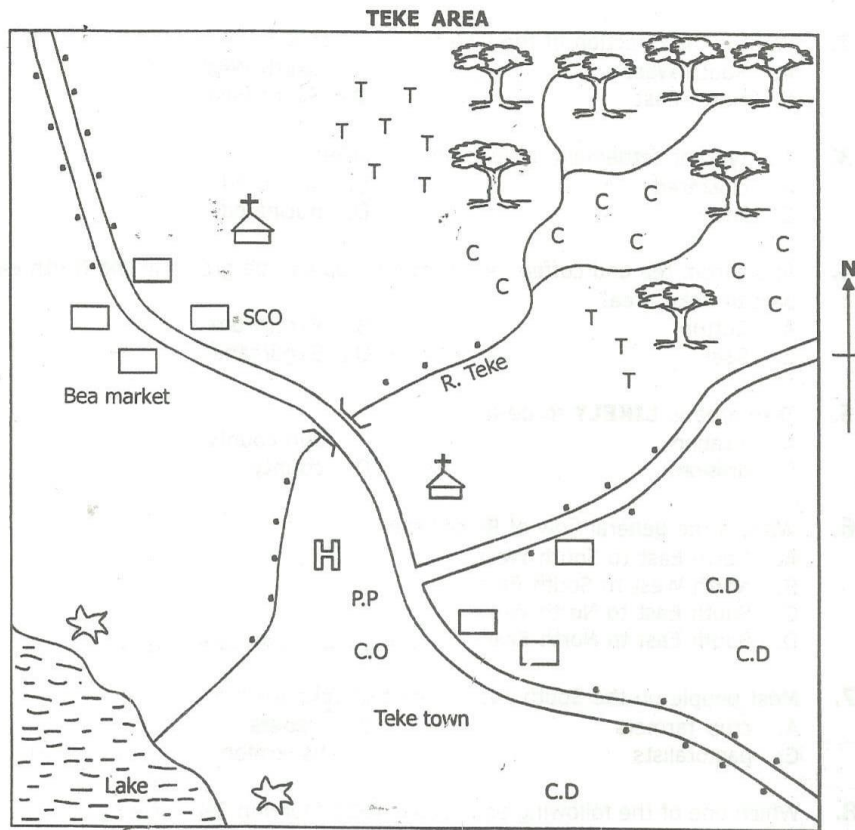 TEKE AREA
T T
T T T
T T
C C
C C C
C
C
N
C
C
SCO
T
T
R. Teke
T
Bea market
H
P.P
C.D
C.O
C.D
Teke town
Lake
C.D